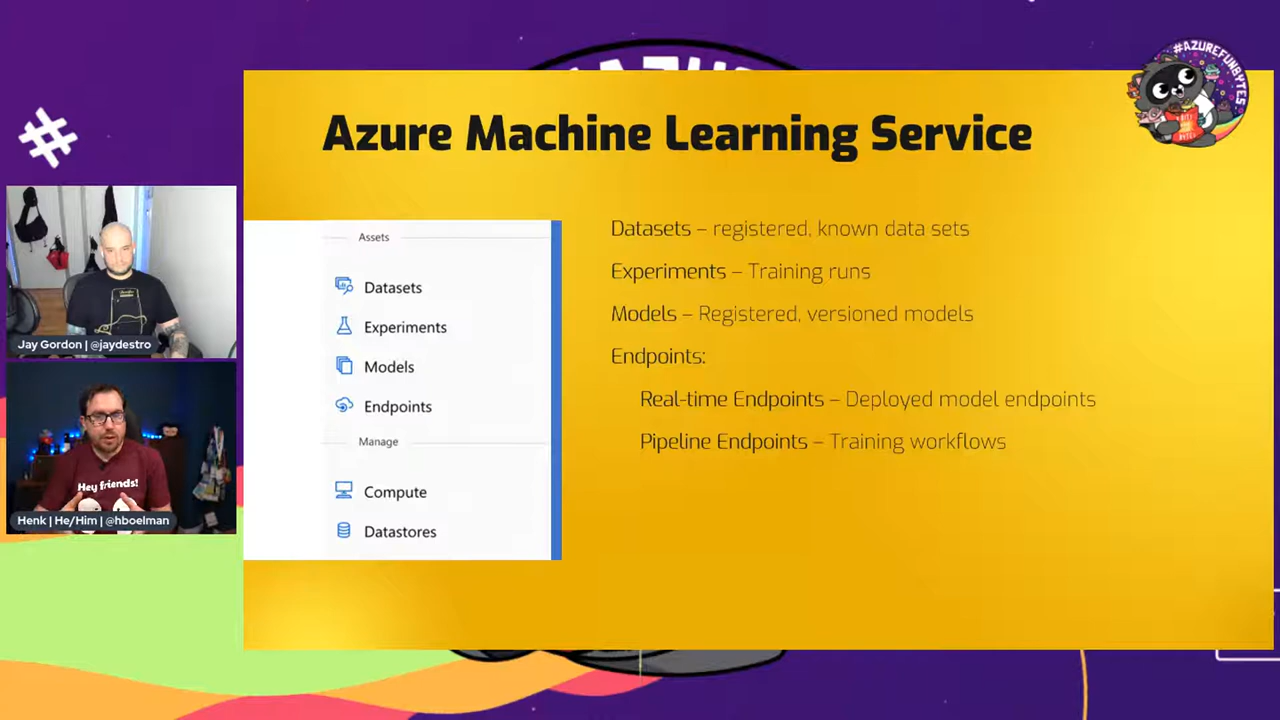 #AZUREFUNBYTES
Azure Machine Learning Service
Assets
Datasets
Experiments
Models
Endpoints
Manage
Compute
Datastores
Datasets – registered, known data sets
Experiments – Training runs
Models – Registered, versioned models
Endpoints:
Real-time Endpoints – Deployed model endpoints
Pipeline Endpoints – Training workflows
Jay Gordon | @jaydestro
Hey friends!
Henk | He/Him | @hboelman
#